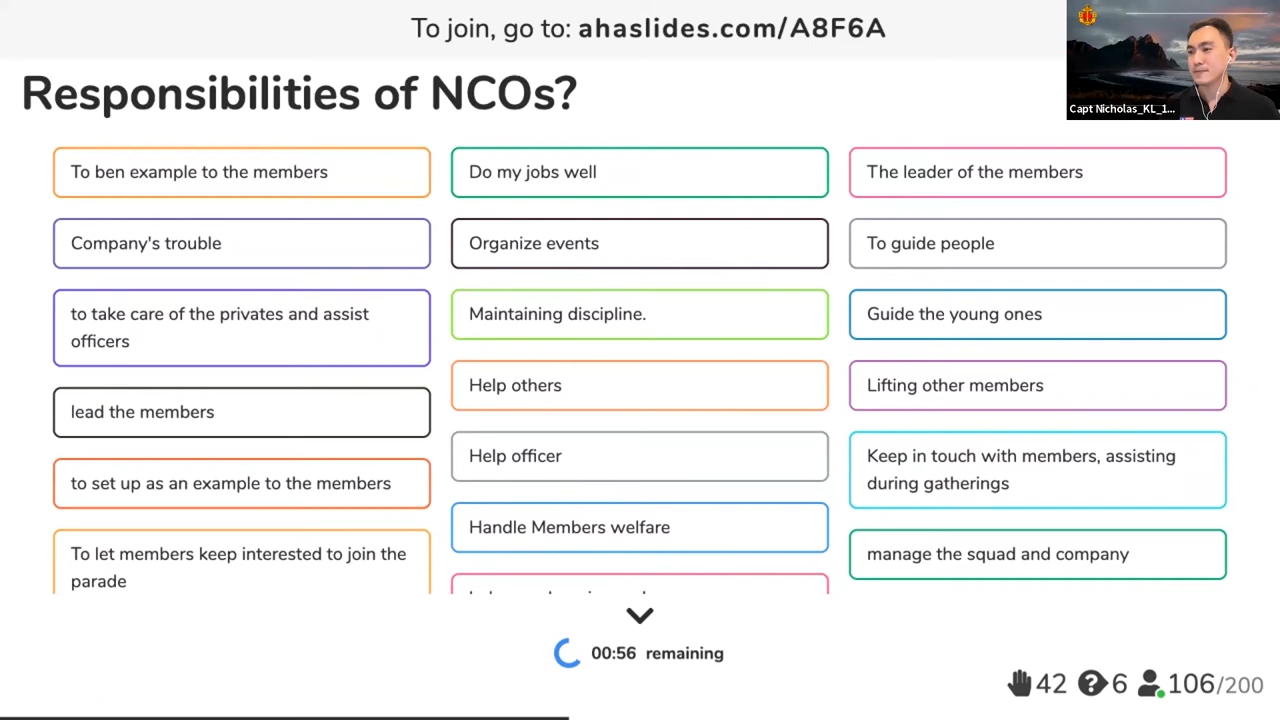 To join, go to: ahaslides.com/A8F6A
Responsibilities of NCOs?
Capt Nicholas_KL_1...
To ben example to the members
Company's trouble
to take care of the privates and assist
officers
lead the members
to set up as an example to the members
To let members keep interested to join the
parade
Do my jobs well
Organize events
Maintaining discipline.
Help others
Help officer
Handle Members welfare
The leader of the members
To guide people
Guide the young ones
Lifting other members
Keep in touch with members, assisting
during gatherings
manage the squad and company
00:56 remaining
42 6 106/200